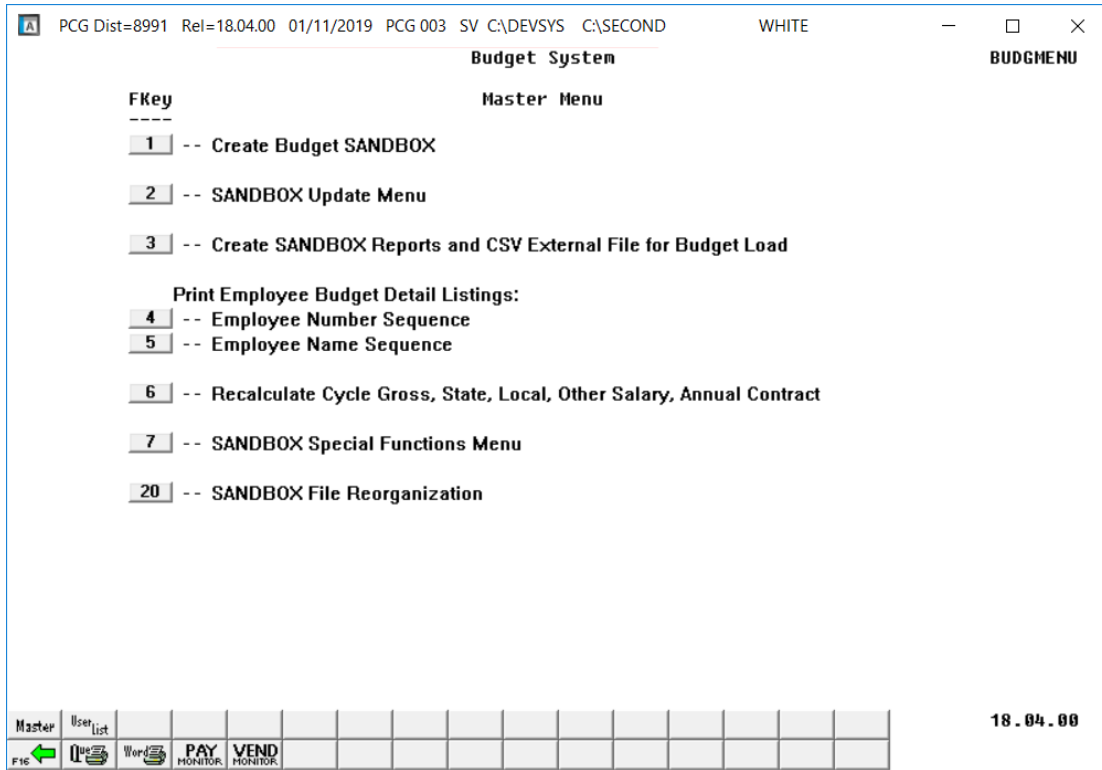 A PCG Dist=8991 Rel=18.04.00 01/11/2019 PCG 003 SV C:\DEVSYS C:\SECOND WHITE
Budget System BUDGMENU
FKey Master Menu
----
1 -- Create Budget SANDBOX
2 -- SANDBOX Update Menu
3 -- Create SANDBOX Reports and CSV External File for Budget Load
Print Employee Budget Detail Listings:
4 -- Employee Number Sequence
5 -- Employee Name Sequence
6 -- Recalculate Cycle Gross, State, Local, Other Salary, Annual Contract
7 -- SANDBOX Special Functions Menu
20 -- SANDBOX File Reorganization
Master User List 18.04.00
F16 Que Word PAY MONITOR VEND MONITOR